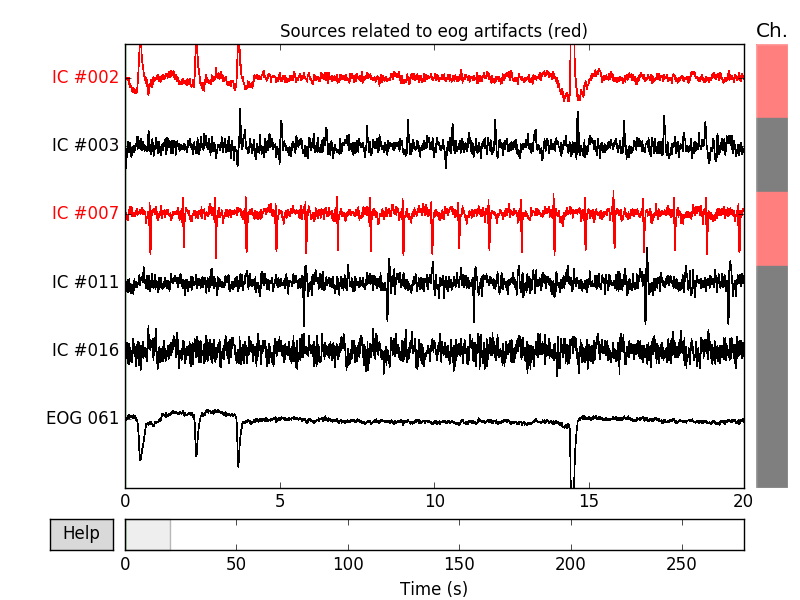 Sources related to eog artifacts (red)
Ch.
IC #002
IC #003
IC #007
IC #011
IC #016
EOG 061
0 5 10 15 20
Help
0 50 100 150 200 250
Time (s)